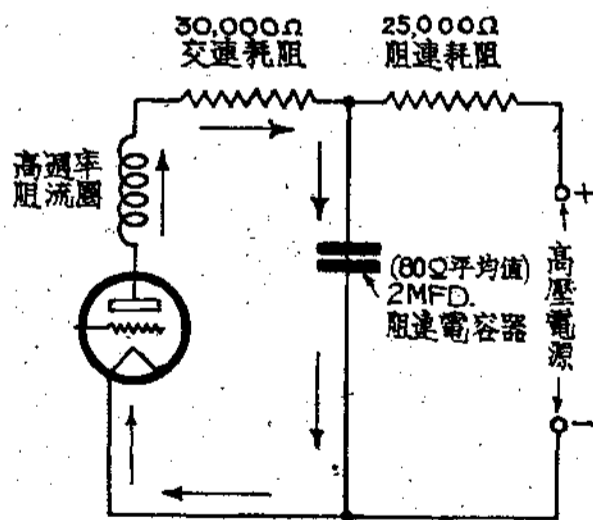 30,000Ω
交連耗阻
25,000Ω
阻連耗阻
高週率
阻流圈
(80Ω平均值)
2MFD.
阻連電容器
+
高壓電源
−